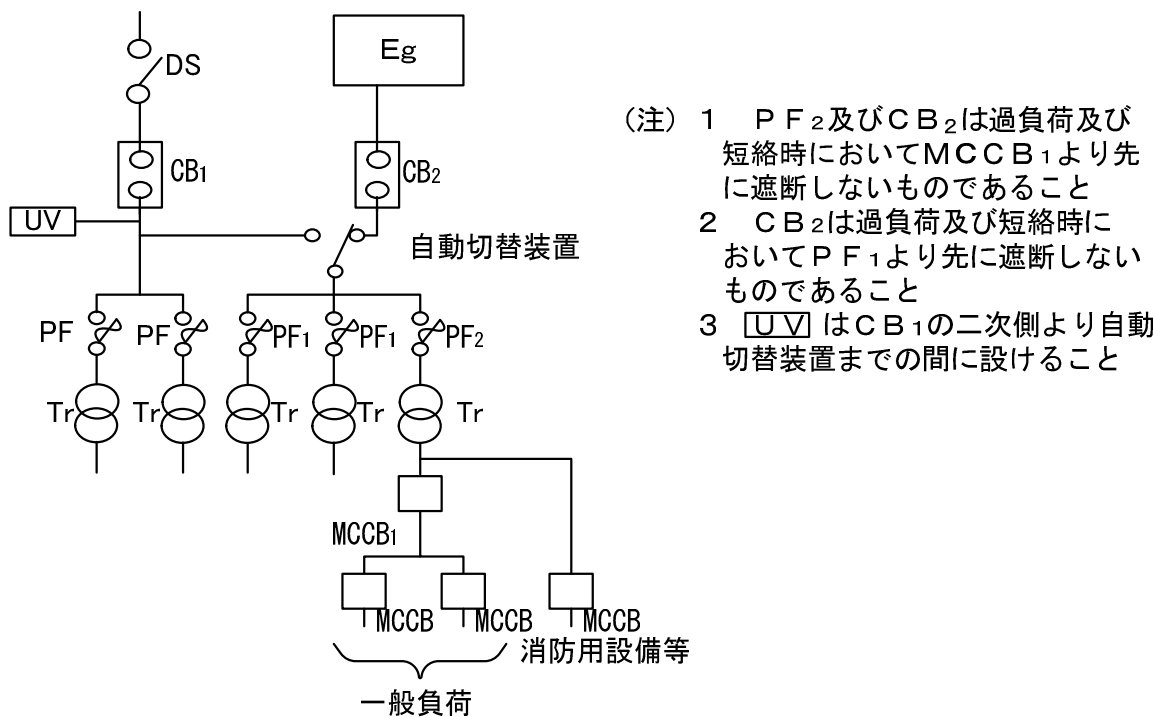 Eg
DS
CB₁
CB₂
UV
自動切替装置
PF
PF
PF₁
PF₁
PF₂
Tr
Tr
Tr
Tr
Tr
MCCB₁
MCCB
MCCB
MCCB
消防用設備等
一般負荷
(注) 1 PF₂及びCB₂は過負荷及び
短絡時においてMCCB₁より先
に遮断しないものであること
2 CB₂は過負荷及び短絡時に
おいてPF₁より先に遮断しない
ものであること
3 UV はCB₁の二次側より自動
切替装置までの間に設けること